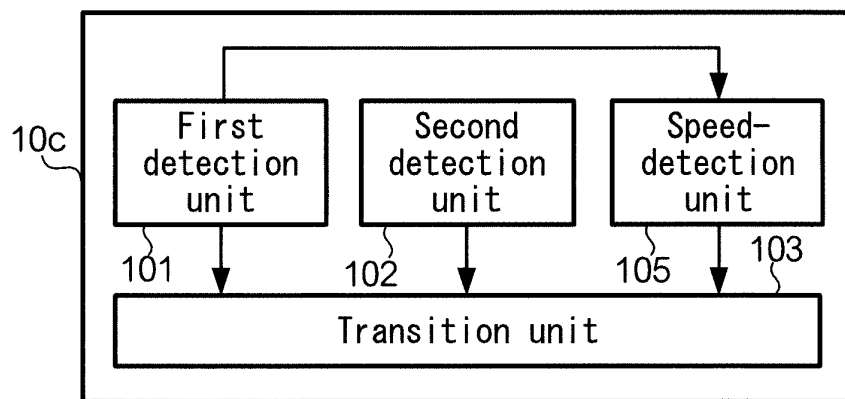 First
detection
unit
Second
detection
unit
Speed-
detection
unit
10c
101
102
105
103
Transition unit